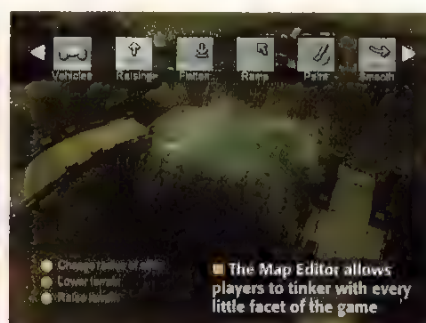 Vehicles Raising Flatten Ramp Paint Smooth
Lower terrain
Raise terrain
The Map Editor allows
players to tinker with every
little facet of the game